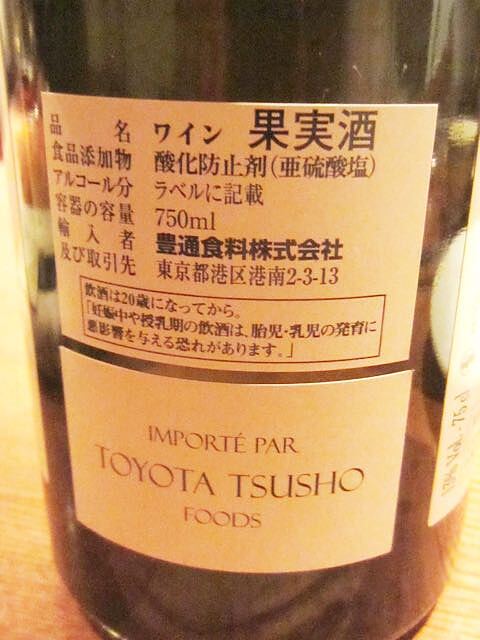 品名 ワイン 果実酒
食品添加物 酸化防止剤(亜硫酸塩)
アルコール分 ラベルに記載
容器の容量 750ml
輸入者 豊通食料株式会社
及び取引先 東京都港区港南2-3-13
飲酒は20歳になってから。
「妊娠中や授乳期の飲酒は、胎児・乳児の発育に
悪影響を与える恐れがあります。」
IMPORTÉ PAR
TOYOTA TSUSHO
FOODS
% Vol. - 75 cl